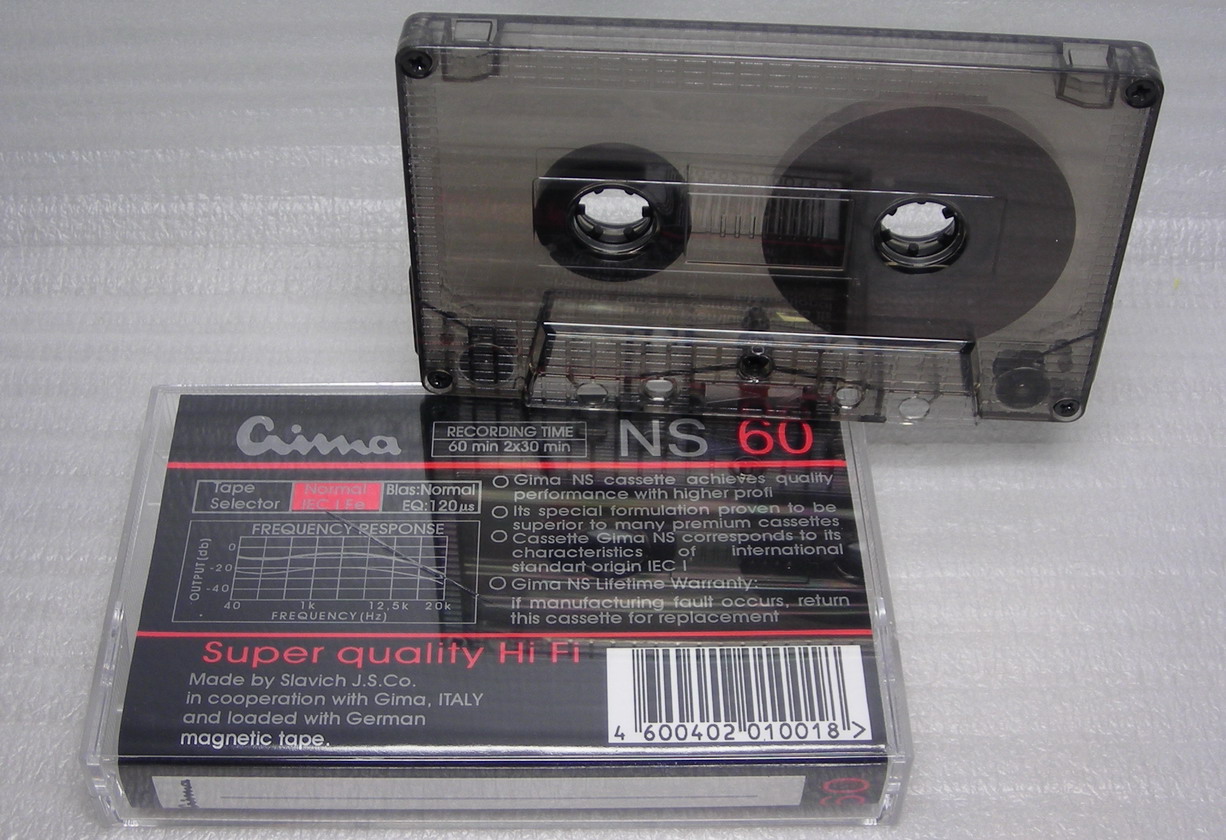 Gima
RECORDING TIME
60 min 2x30 min
NS 60
Tape
Selector
Normal
IEC I Fe
Bias:Normal
EQ:120 µs
FREQUENCY RESPONSE
OUTPUT(db)
0
-20
-40
40 1k 12,5k 20k
FREQUENCY(Hz)
Gima NS cassette achieves quality
performance with higher profi
Its special formulation proven to be
superior to many premium cassettes
Cassette Gima NS corresponds to its
characteristics of international
standart origin IEC I
Gima NS Lifetime Warranty:
if manufacturing fault occurs, return
this cassette for replacement
Super quality Hi Fi
Made by Slavich J.S.Co.
in cooperation with Gima, ITALY
and loaded with German
magnetic tape.
4 600402 010018 >
Gima
60